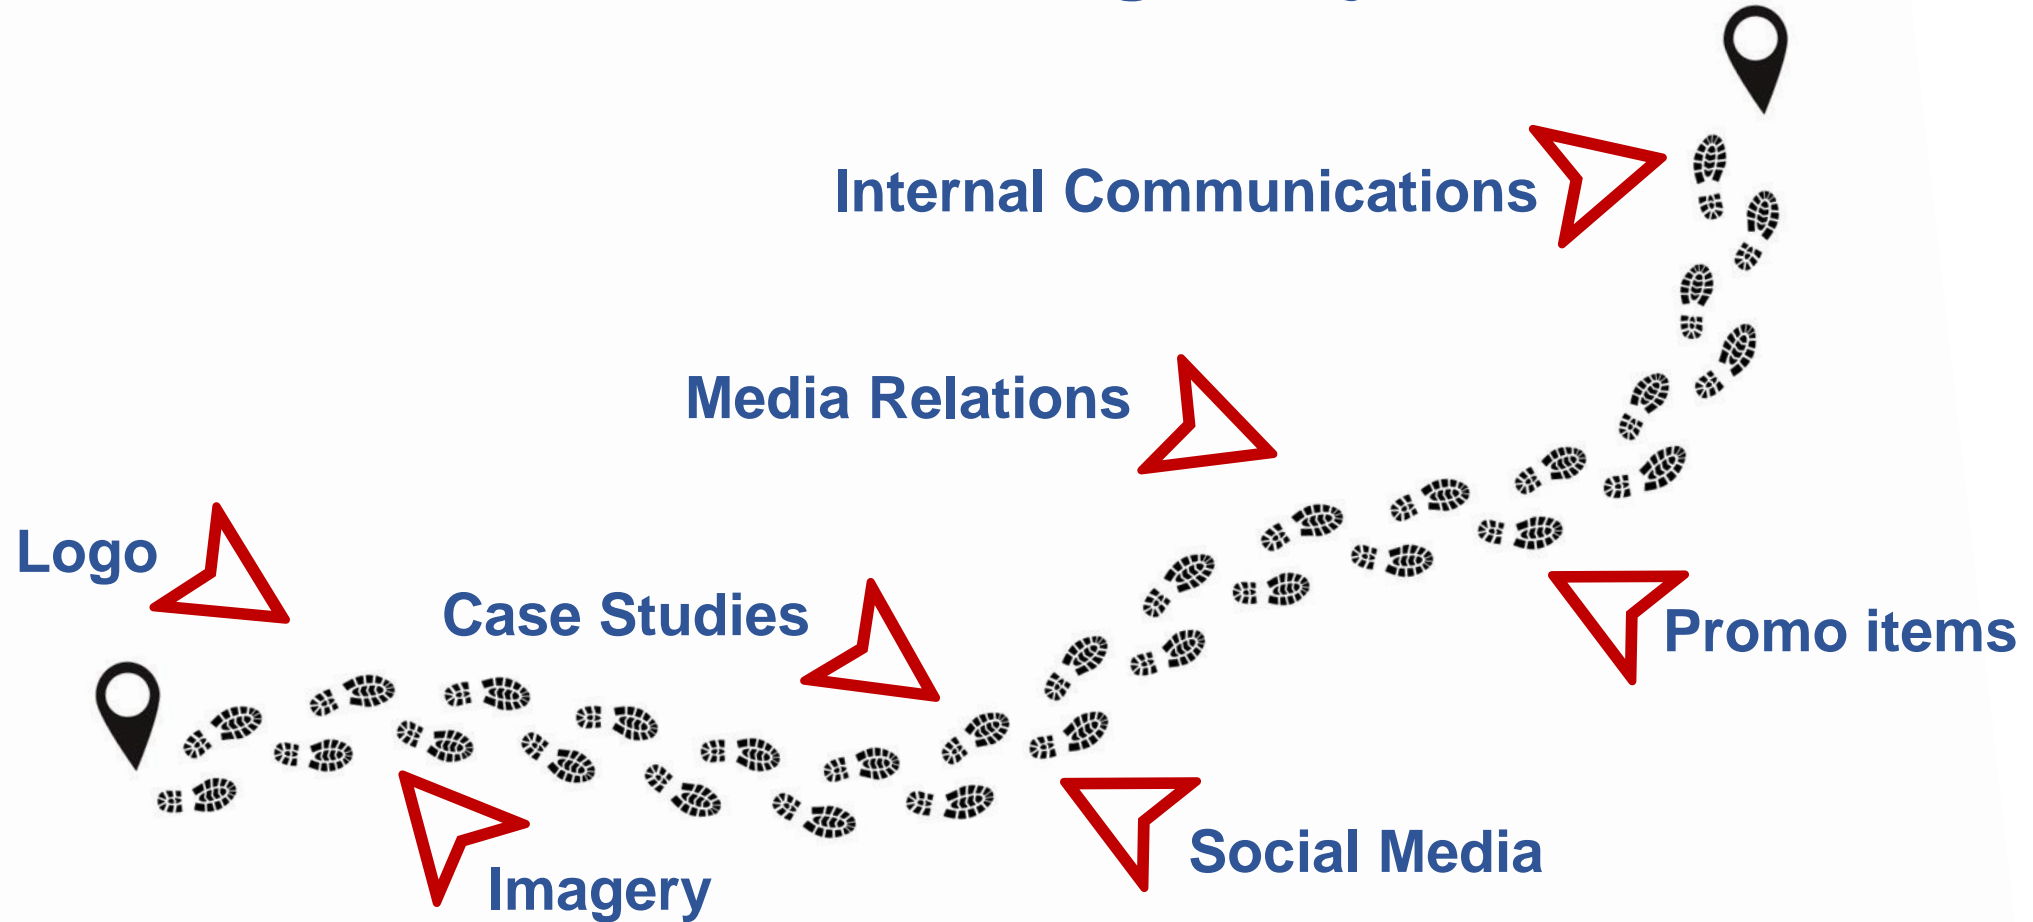 Internal Communications
Media Relations
Logo
Case Studies
Promo items
Social Media
Imagery